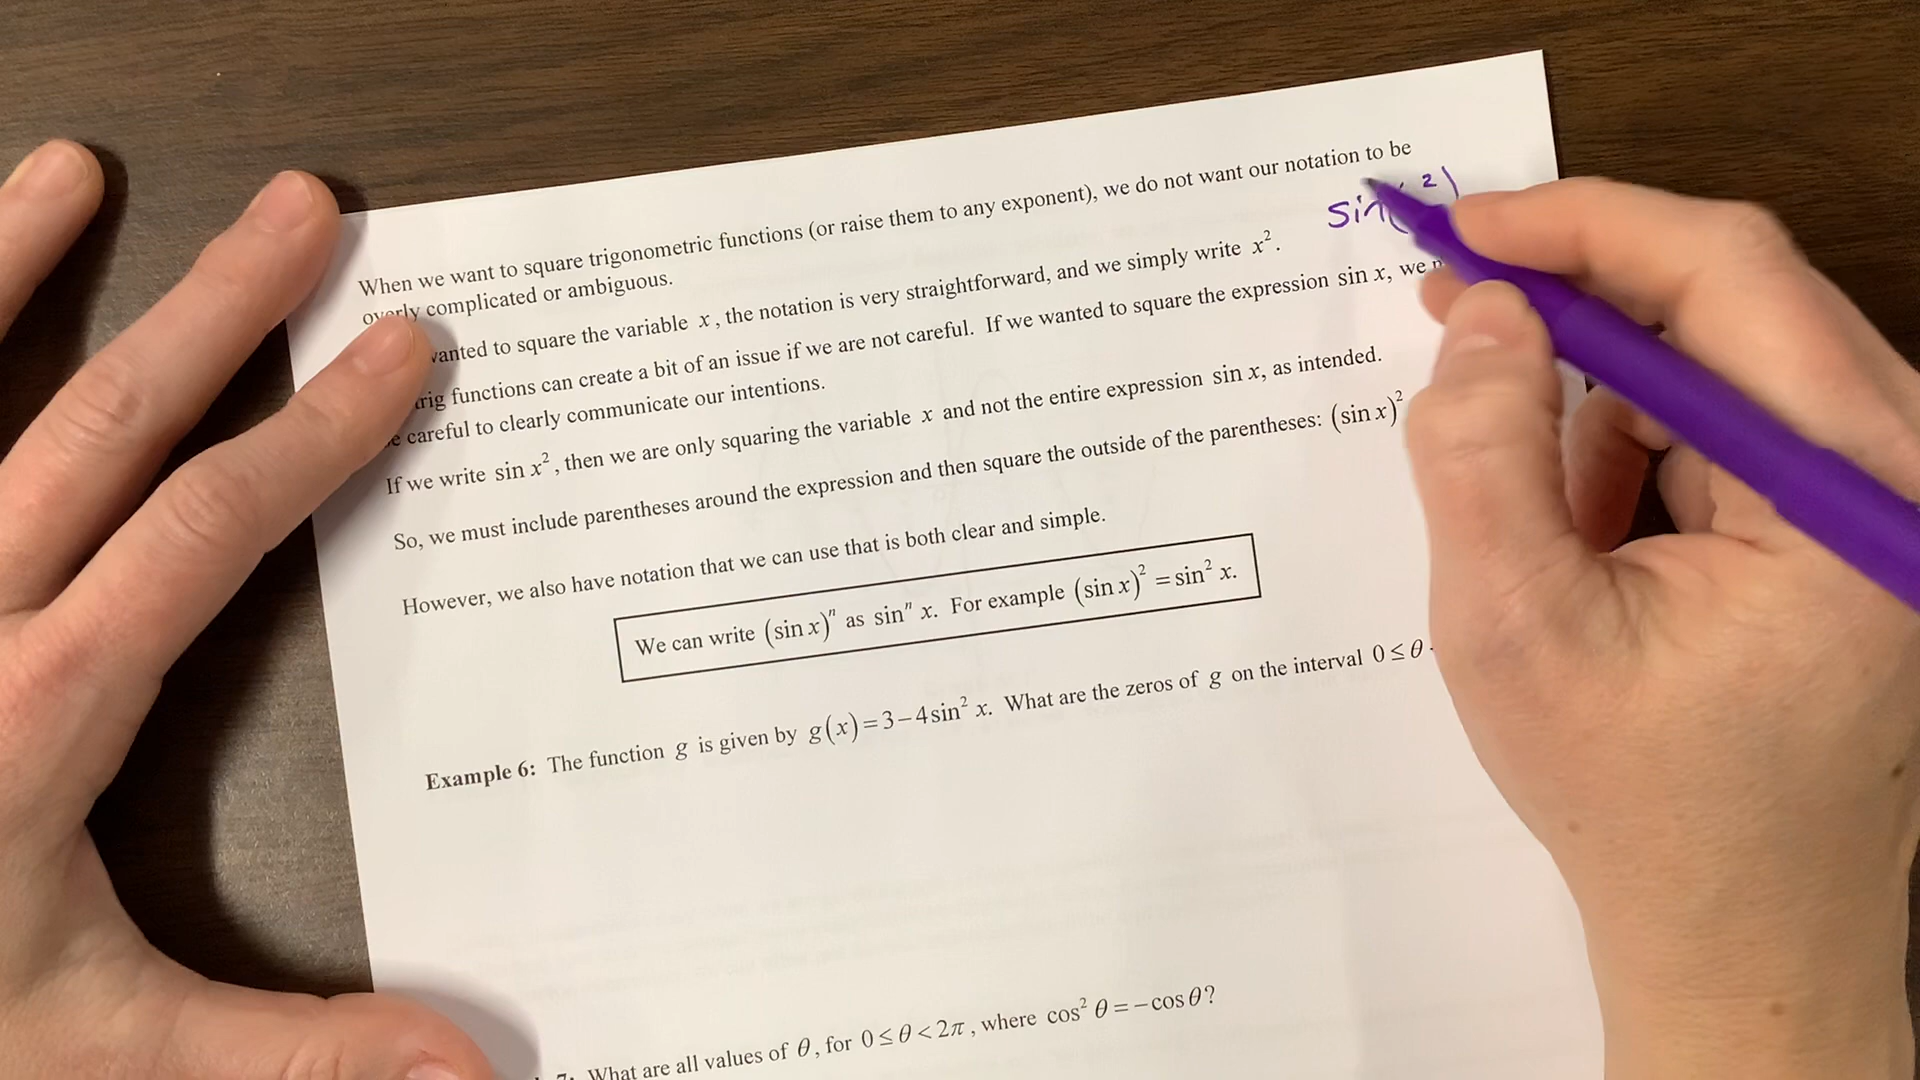 When we want to square trigonometric functions (or raise them to any exponent), we do not want our notation to be
overly complicated or ambiguous.
wanted to square the variable x, the notation is very straightforward, and we simply write x².
sin( ²)
trig functions can create a bit of an issue if we are not careful. If we wanted to square the expression sin x, we
careful to clearly communicate our intentions.
If we write sin x², then we are only squaring the variable x and not the entire expression sin x, as intended.
So, we must include parentheses around the expression and then square the outside of the parentheses: (sin x)²
However, we also have notation that we can use that is both clear and simple.
We can write (sin x)ⁿ as sinⁿ x. For example (sin x)² = sin² x.
Example 6: The function g is given by g(x) = 3 − 4 sin² x. What are the zeros of g on the interval 0 ≤ θ
7: What are all values of θ, for 0 ≤ θ < 2π, where cos² θ = −cos θ?